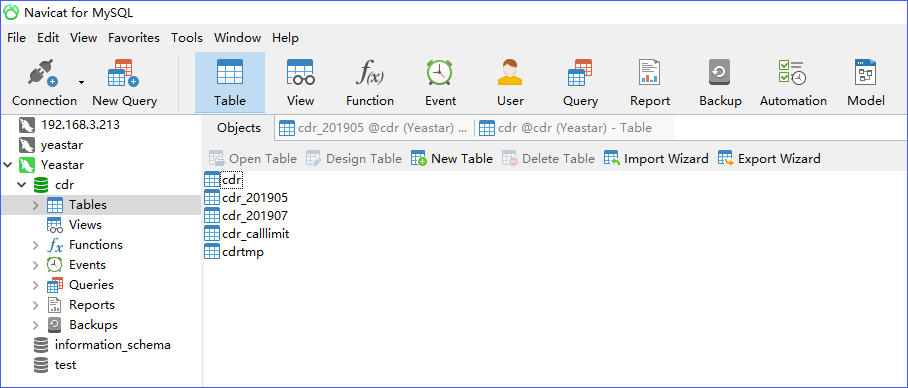 Navicat for MySQL
File Edit View Favorites Tools Window Help
Connection New Query Table View Function Event User Query Report Backup Automation Model
f(x)
192.168.3.213
yeastar
Yeastar
cdr
Tables
Views
Functions
Events
Queries
Reports
Backups
information_schema
test
Objects cdr_201905 @cdr (Yeastar) ... cdr @cdr (Yeastar) - Table
Open Table Design Table New Table Delete Table Import Wizard Export Wizard
cdr
cdr_201905
cdr_201907
cdr_calllimit
cdrtmp